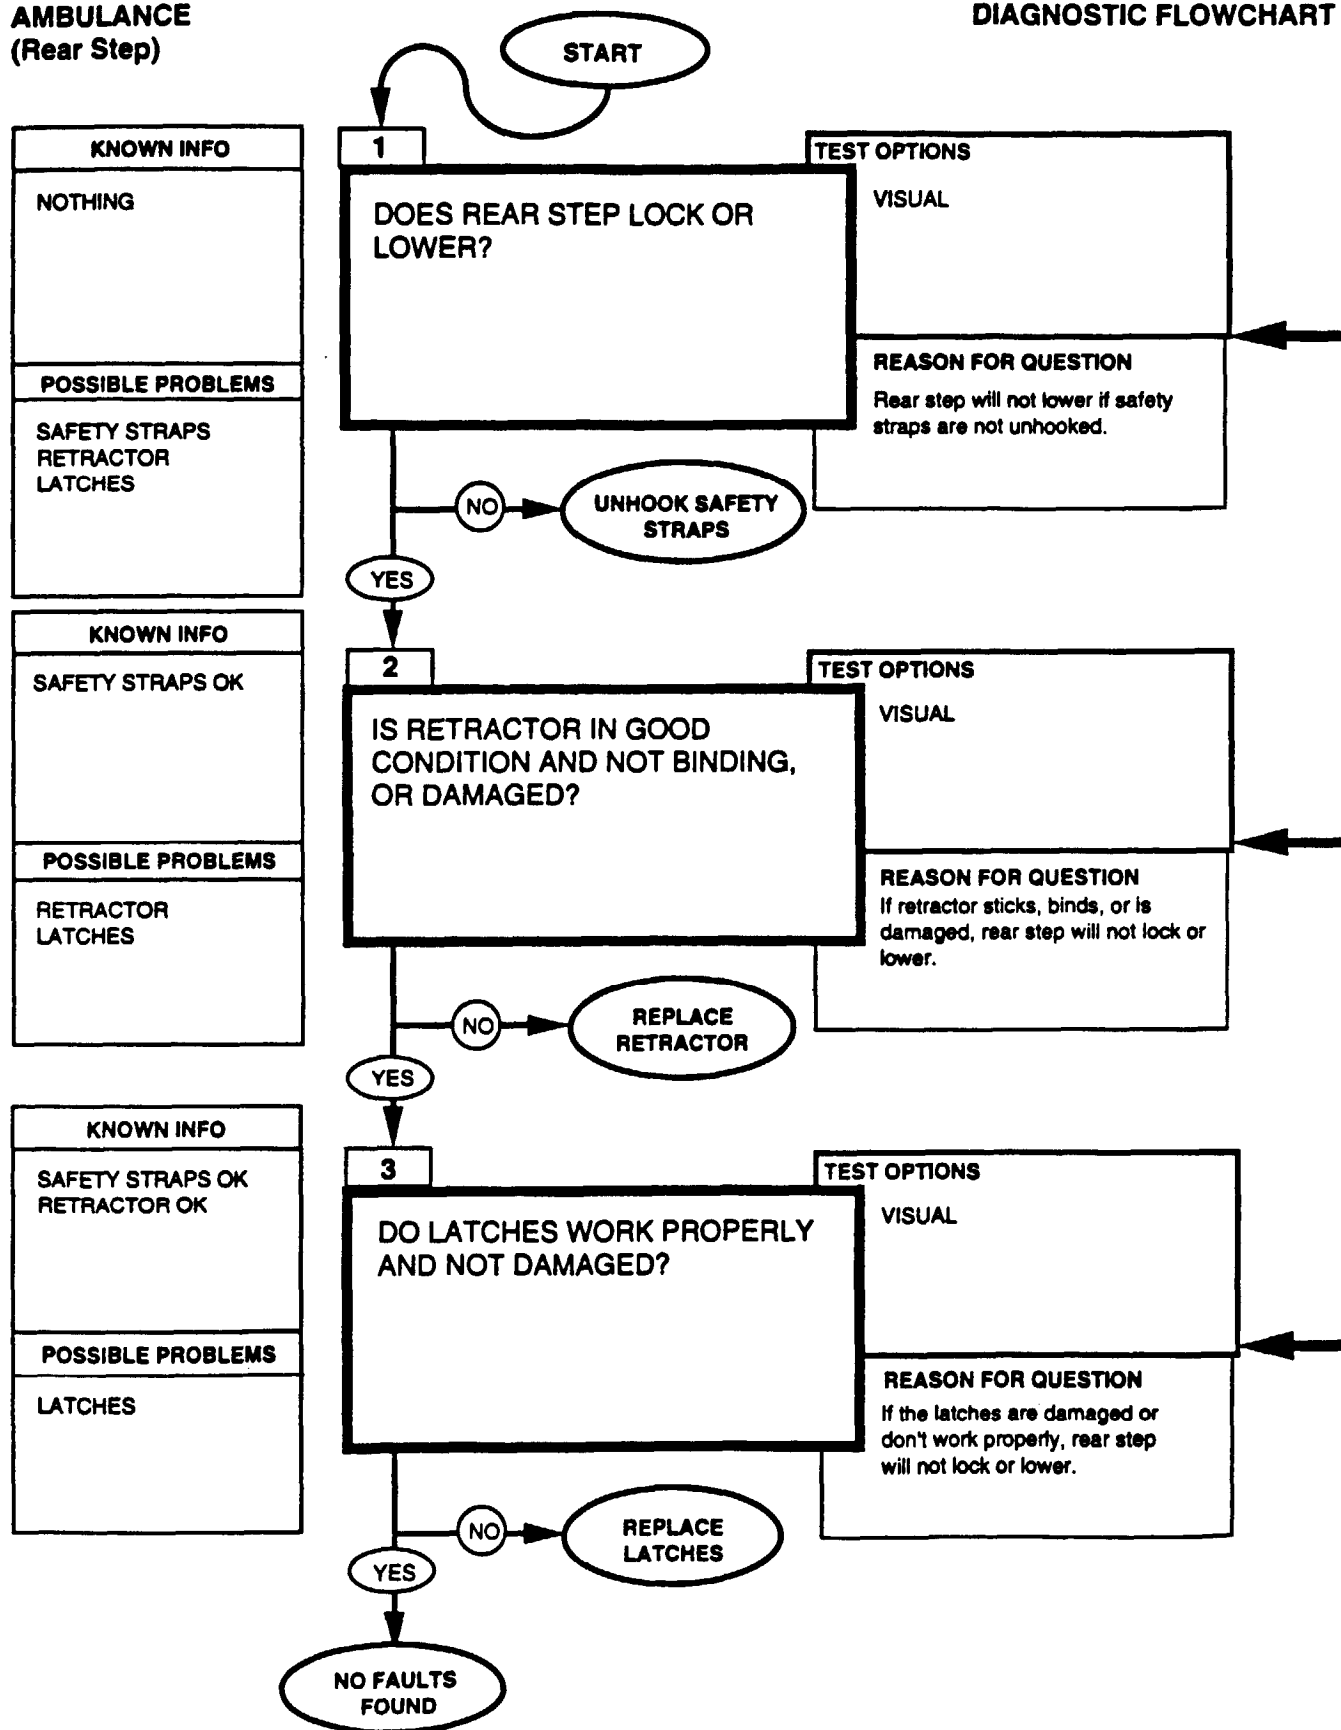 AMBULANCE
(Rear Step)
DIAGNOSTIC FLOWCHART
START
KNOWN INFO
NOTHING
POSSIBLE PROBLEMS
SAFETY STRAPS
RETRACTOR
LATCHES
1
DOES REAR STEP LOCK OR
LOWER?
TEST OPTIONS
VISUAL
REASON FOR QUESTION
Rear step will not lower if safety
straps are not unhooked.
NO
UNHOOK SAFETY
STRAPS
YES
KNOWN INFO
SAFETY STRAPS OK
POSSIBLE PROBLEMS
RETRACTOR
LATCHES
2
IS RETRACTOR IN GOOD
CONDITION AND NOT BINDING,
OR DAMAGED?
TEST OPTIONS
VISUAL
REASON FOR QUESTION
If retractor sticks, binds, or is
damaged, rear step will not lock or
lower.
NO
REPLACE
RETRACTOR
YES
KNOWN INFO
SAFETY STRAPS OK
RETRACTOR OK
POSSIBLE PROBLEMS
LATCHES
3
DO LATCHES WORK PROPERLY
AND NOT DAMAGED?
TEST OPTIONS
VISUAL
REASON FOR QUESTION
If the latches are damaged or
don't work properly, rear step
will not lock or lower.
NO
REPLACE
LATCHES
YES
NO FAULTS
FOUND